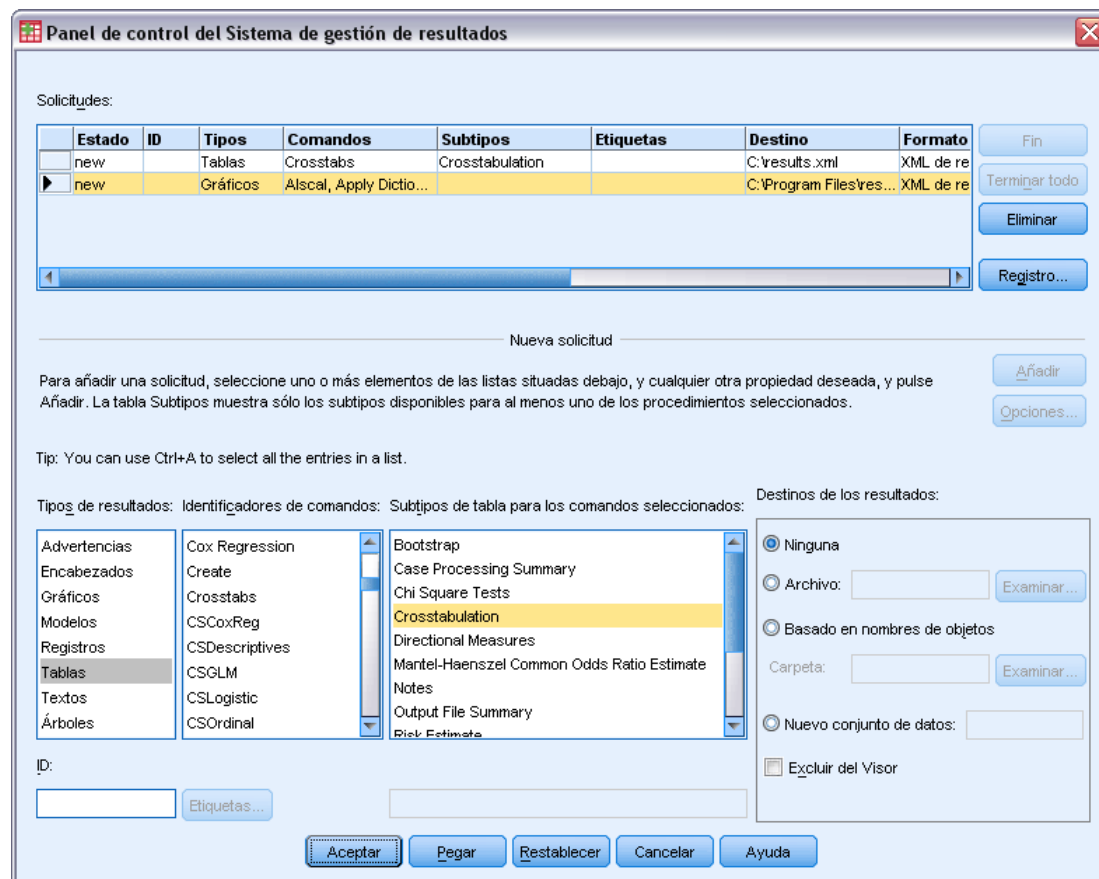 Panel de control del Sistema de gestión de resultados
Solicitudes:
Estado ID Tipos Comandos Subtipos Etiquetas Destino Formato
new Tablas Crosstabs Crosstabulation C:\results.xml XML de re
new Gráficos Alscal, Apply Dictio... C:\Program Files\res... XML de re
Fin
Terminar todo
Eliminar
Registro...
Nueva solicitud
Para añadir una solicitud, seleccione uno o más elementos de las listas situadas debajo, y cualquier otra propiedad deseada, y pulse
Añadir. La tabla Subtipos muestra sólo los subtipos disponibles para al menos uno de los procedimientos seleccionados.
Añadir
Opciones...
Tip: You can use Ctrl+A to select all the entries in a list.
Tipos de resultados:
Advertencias
Encabezados
Gráficos
Modelos
Registros
Tablas
Textos
Árboles
Identificadores de comandos:
Cox Regression
Create
Crosstabs
CSCoxReg
CSDescriptives
CSGLM
CSLogistic
CSOrdinal
Subtipos de tabla para los comandos seleccionados:
Bootstrap
Case Processing Summary
Chi Square Tests
Crosstabulation
Directional Measures
Mantel-Haenszel Common Odds Ratio Estimate
Notes
Output File Summary
Risk Estimate
Destinos de los resultados:
Ninguna
Archivo: Examinar...
Basado en nombres de objetos
Carpeta: Examinar...
Nuevo conjunto de datos:
Excluir del Visor
ID:
Etiquetas...
Aceptar Pegar Restablecer Cancelar Ayuda